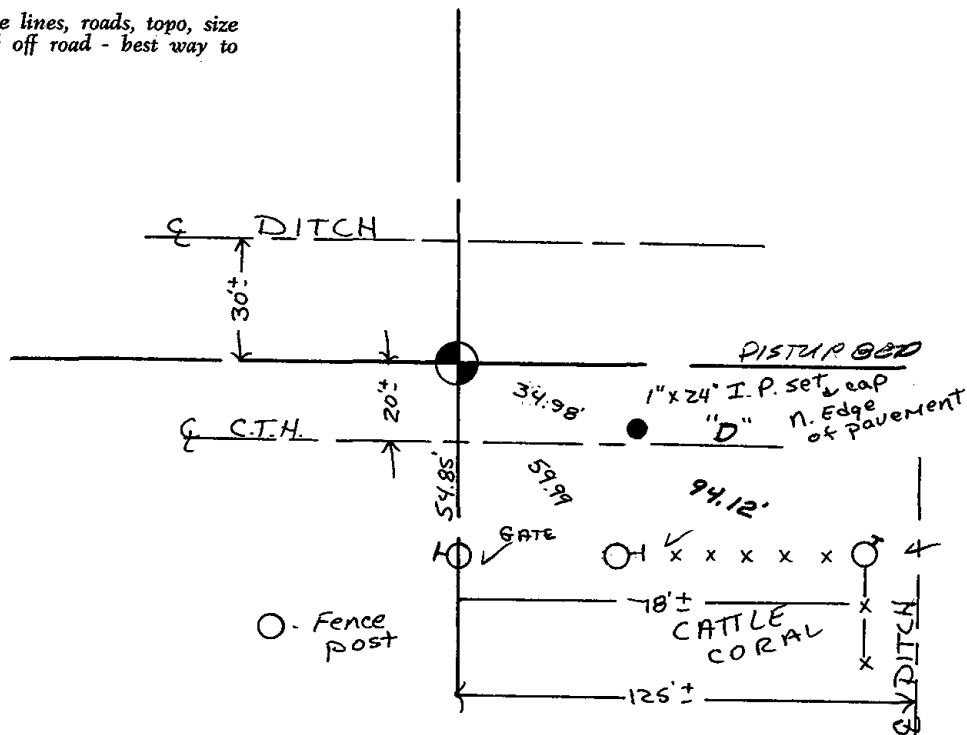 e lines, roads, topo, size
off road - best way to
℄ DITCH
30'±
DISTURBED
20'±
34.98'
1" x 24" I.P. set & cap
n. Edge
of pavement
℄ C.T.H. "D"
54.85'
59.99
94.12'
GATE
x x x x x
78'±
x
CATTLE
CORAL
x
O - Fence
post
125'±
℄ DITCH